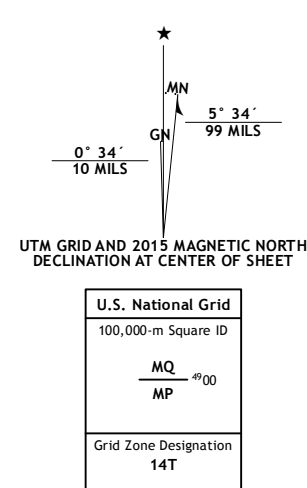 ★
MN
5° 34´
99 MILS
GN
0° 34´
10 MILS
UTM GRID AND 2015 MAGNETIC NORTH
DECLINATION AT CENTER OF SHEET
U.S. National Grid
100,000-m Square ID
MQ
4900
MP
Grid Zone Designation
14T